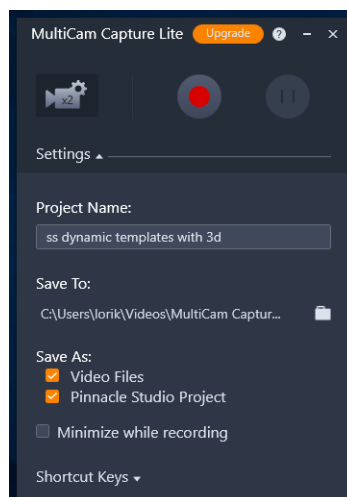 MultiCam Capture Lite Upgrade ?
x2
Settings
Project Name:
ss dynamic templates with 3d
Save To:
C:\Users\lorik\Videos\MultiCam Captur...
Save As:
Video Files
Pinnacle Studio Project
Minimize while recording
Shortcut Keys